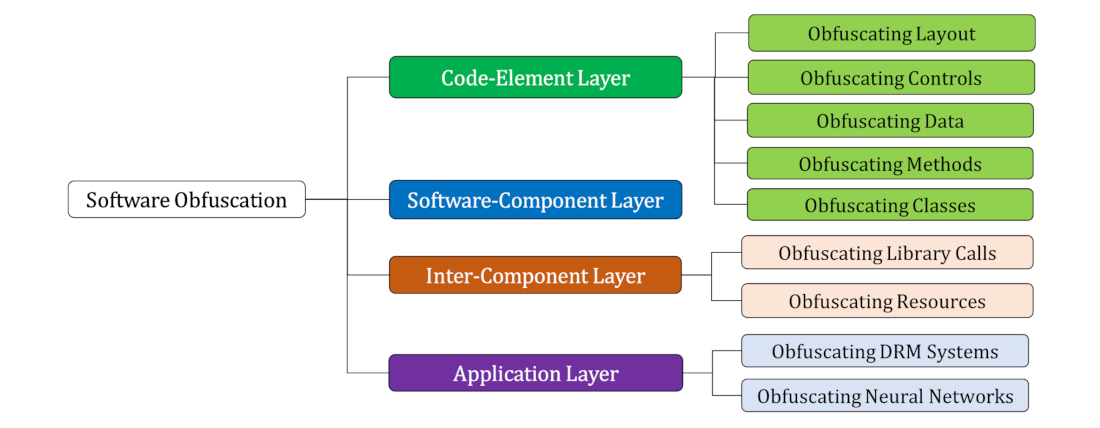 Software Obfuscation
Code-Element Layer
Obfuscating Layout
Obfuscating Controls
Obfuscating Data
Obfuscating Methods
Obfuscating Classes
Software-Component Layer
Inter-Component Layer
Obfuscating Library Calls
Obfuscating Resources
Application Layer
Obfuscating DRM Systems
Obfuscating Neural Networks